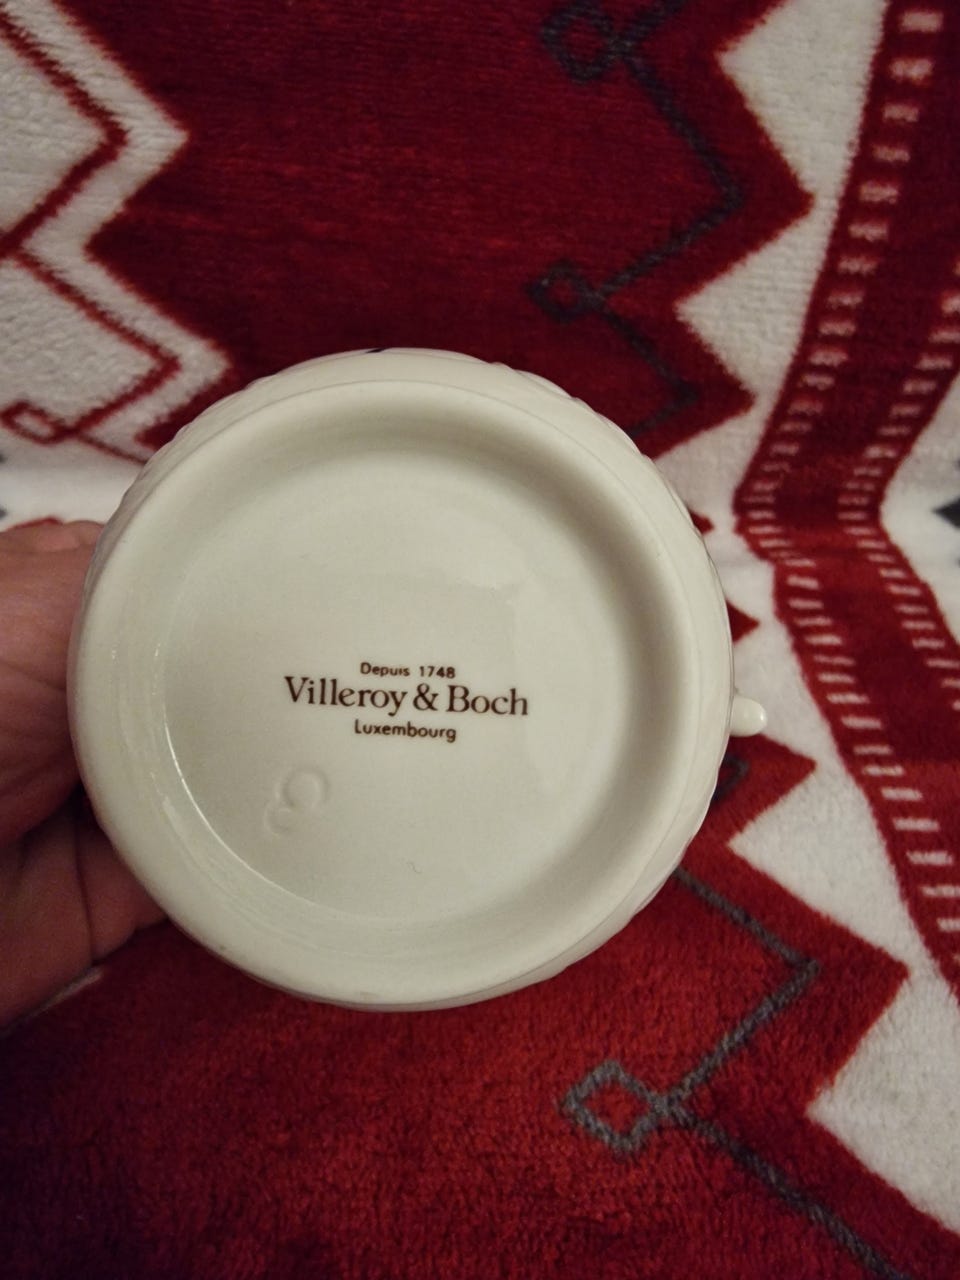 Depuis 1748
Villeroy & Boch
Luxembourg